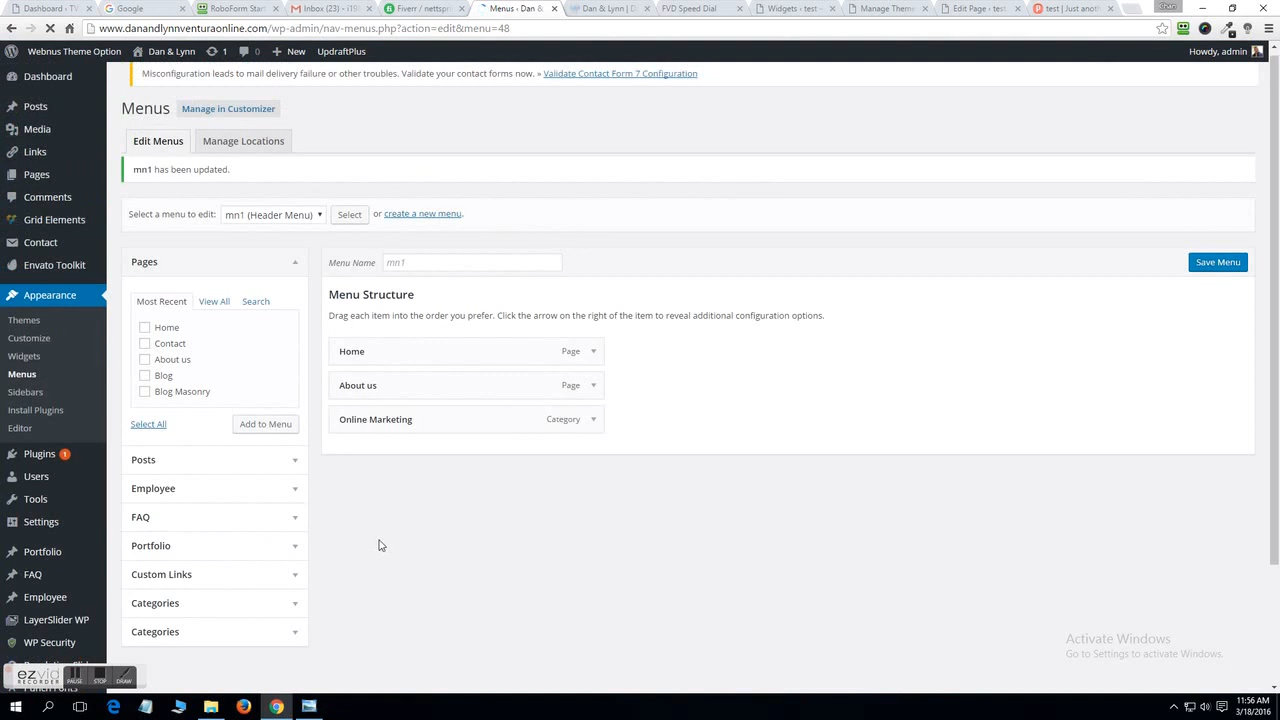 Dashboard ‹ TV
Google
RoboForm Start
Inbox (23) - i19
Fiverr / nettspr
Menus ‹ Dan &
Dan & Lynn | D
FVD Speed Dial
Widgets ‹ test
Manage Theme
Edit Page ‹ test
test | Just anoth
Shan
www.danandlynnventuraonline.com/wp-admin/nav-menus.php?action=edit&menu=48
Webnus Theme Option
Dan & Lynn
1
0
+ New
UpdraftPlus
Howdy, admin
Misconfiguration leads to mail delivery failure or other troubles. Validate your contact forms now. » Validate Contact Form 7 Configuration
Dashboard
Posts
Media
Links
Pages
Comments
Grid Elements
Contact
Envato Toolkit
Appearance
Themes
Customize
Widgets
Menus
Sidebars
Install Plugins
Editor
Plugins 1
Users
Tools
Settings
Portfolio
FAQ
Employee
LayerSlider WP
WP Security
Menus
Manage in Customizer
Edit Menus
Manage Locations
mn1 has been updated.
Select a menu to edit:
mn1 (Header Menu)
Select
or create a new menu.
Pages
Most Recent
View All
Search
Home
Contact
About us
Blog
Blog Masonry
Select All
Add to Menu
Posts
Employee
FAQ
Portfolio
Custom Links
Categories
Categories
Menu Name
mn1
Save Menu
Menu Structure
Drag each item into the order you prefer. Click the arrow on the right of the item to reveal additional configuration options.
Home
Page
About us
Page
Online Marketing
Category
Activate Windows
Go to Settings to activate Windows.
ezvid
RECORDER
PAUSE
STOP
DRAW
11:56 AM
3/18/2016